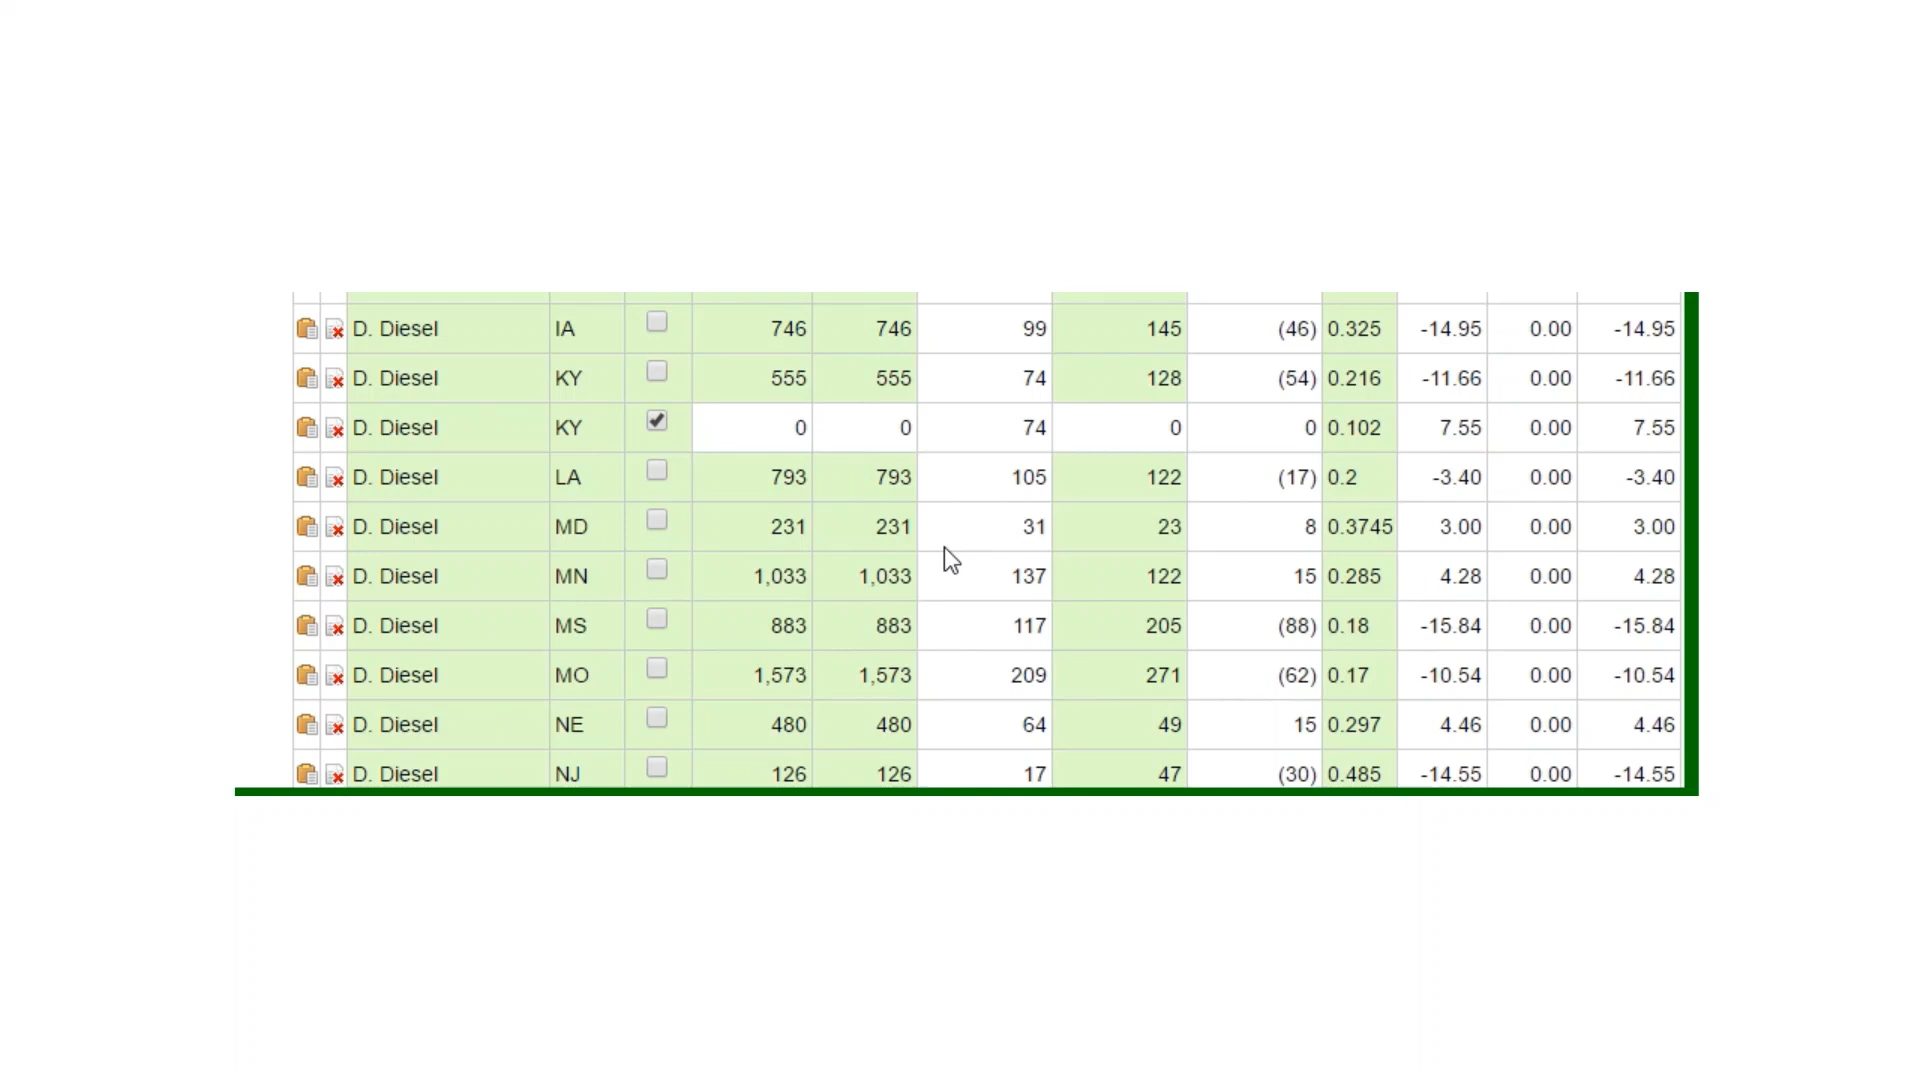 D. Diesel IA 746 746 99 145 (46) 0.325 -14.95 0.00 -14.95
D. Diesel KY 555 555 74 128 (54) 0.216 -11.66 0.00 -11.66
D. Diesel KY 0 0 74 0 0 0.102 7.55 0.00 7.55
D. Diesel LA 793 793 105 122 (17) 0.2 -3.40 0.00 -3.40
D. Diesel MD 231 231 31 23 8 0.3745 3.00 0.00 3.00
D. Diesel MN 1,033 1,033 137 122 15 0.285 4.28 0.00 4.28
D. Diesel MS 883 883 117 205 (88) 0.18 -15.84 0.00 -15.84
D. Diesel MO 1,573 1,573 209 271 (62) 0.17 -10.54 0.00 -10.54
D. Diesel NE 480 480 64 49 15 0.297 4.46 0.00 4.46
D. Diesel NJ 126 126 17 47 (30) 0.485 -14.55 0.00 -14.55